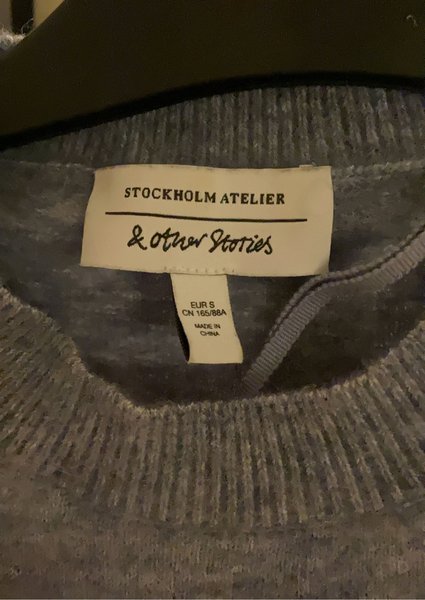 STOCKHOLM ATELIER
& Other Stories
EUR S
CN 165/88A
MADE IN
CHINA